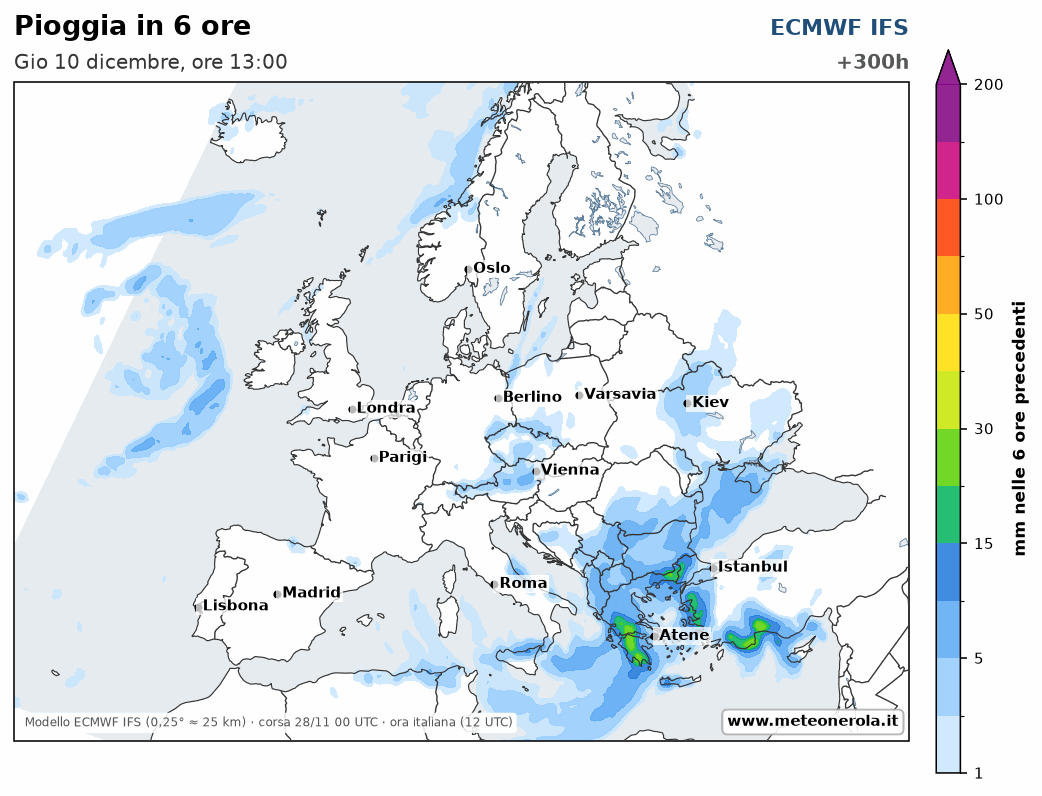 Pioggia in 6 ore
ECMWF IFS
Gio 10 dicembre, ore 13:00
+300h
200
100
50
30
15
5
1
mm nelle 6 ore precedenti
Oslo
Berlino
Varsavia
Kiev
Londra
Parigi
Vienna
Istanbul
Roma
Madrid
Lisbona
Atene
Modello ECMWF IFS (0,25° ≈ 25 km) · corsa 28/11 00 UTC · ora italiana (12 UTC)
www.meteonerola.it